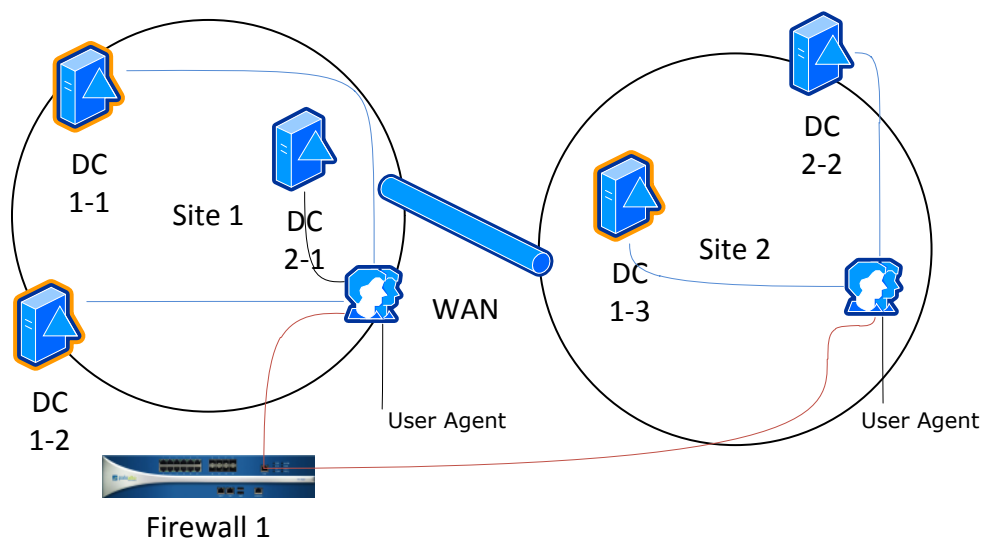 DC
1-1
Site 1
DC
2-1
DC
1-2
WAN
User Agent
DC
2-2
DC
1-3
Site 2
User Agent
Firewall 1